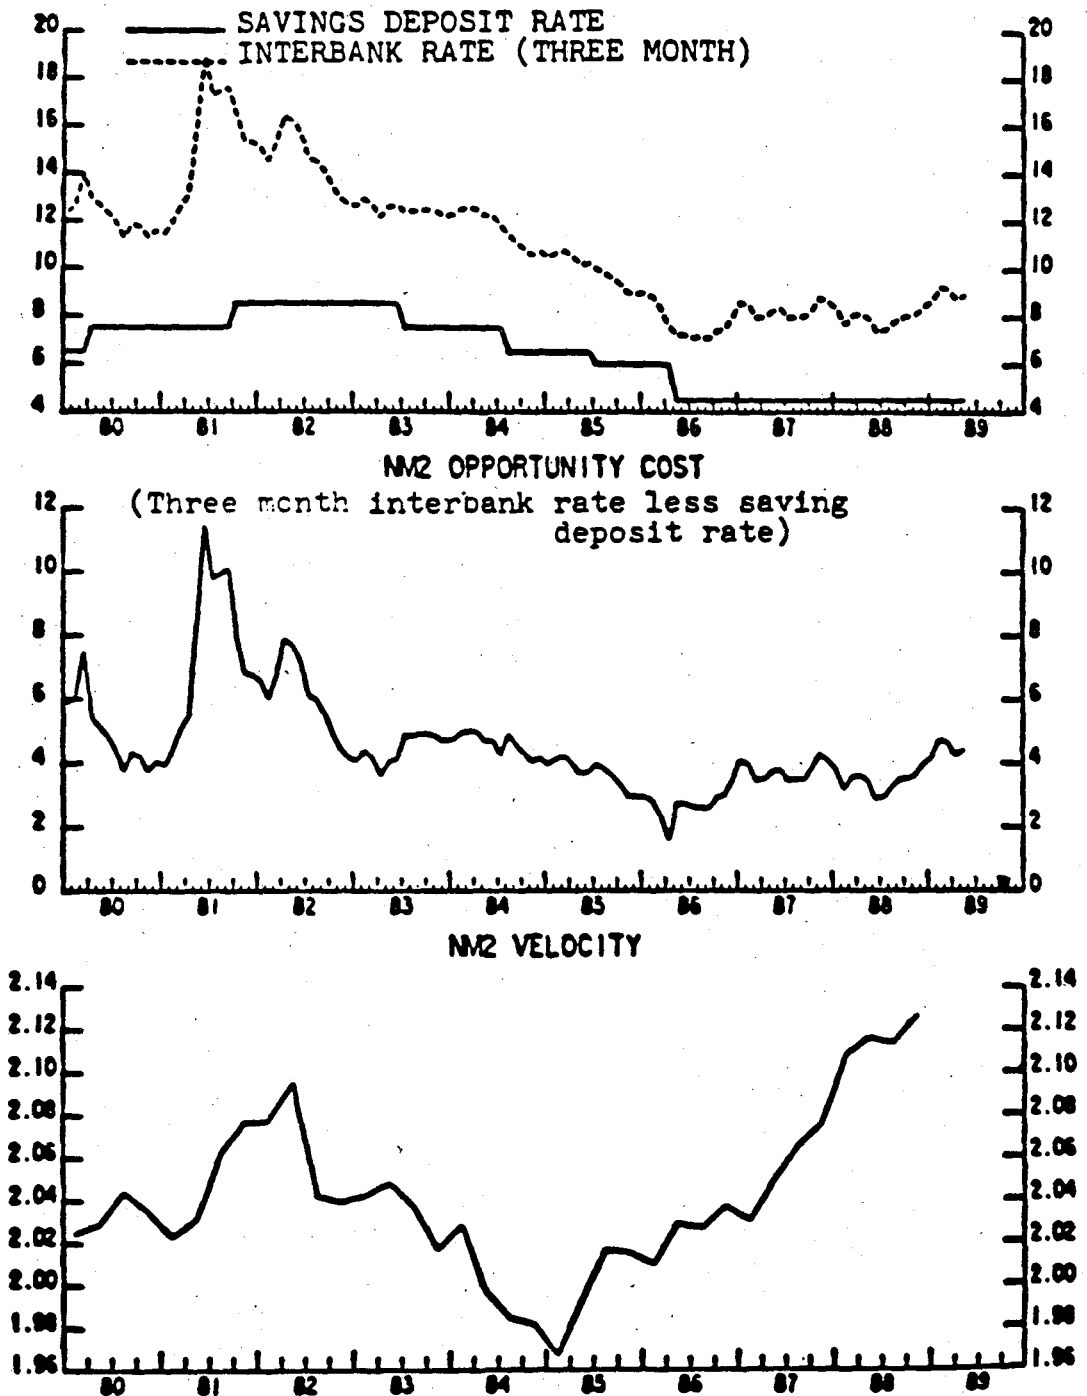 SAVINGS DEPOSIT RATE
INTERBANK RATE (THREE MONTH)
20 20
18 18
16 16
14 14
12 12
10 10
8 8
6 6
4 4
80 81 82 83 84 85 86 87 88 89
NM2 OPPORTUNITY COST
(Three month interbank rate less saving
deposit rate)
12 12
10 10
8 8
6 6
4 4
2 2
0 0
80 81 82 83 84 85 86 87 88 89
NM2 VELOCITY
2.14 2.14
2.12 2.12
2.10 2.10
2.08 2.08
2.06 2.06
2.04 2.04
2.02 2.02
2.00 2.00
1.98 1.98
1.96 1.96
80 81 82 83 84 85 86 87 88 89